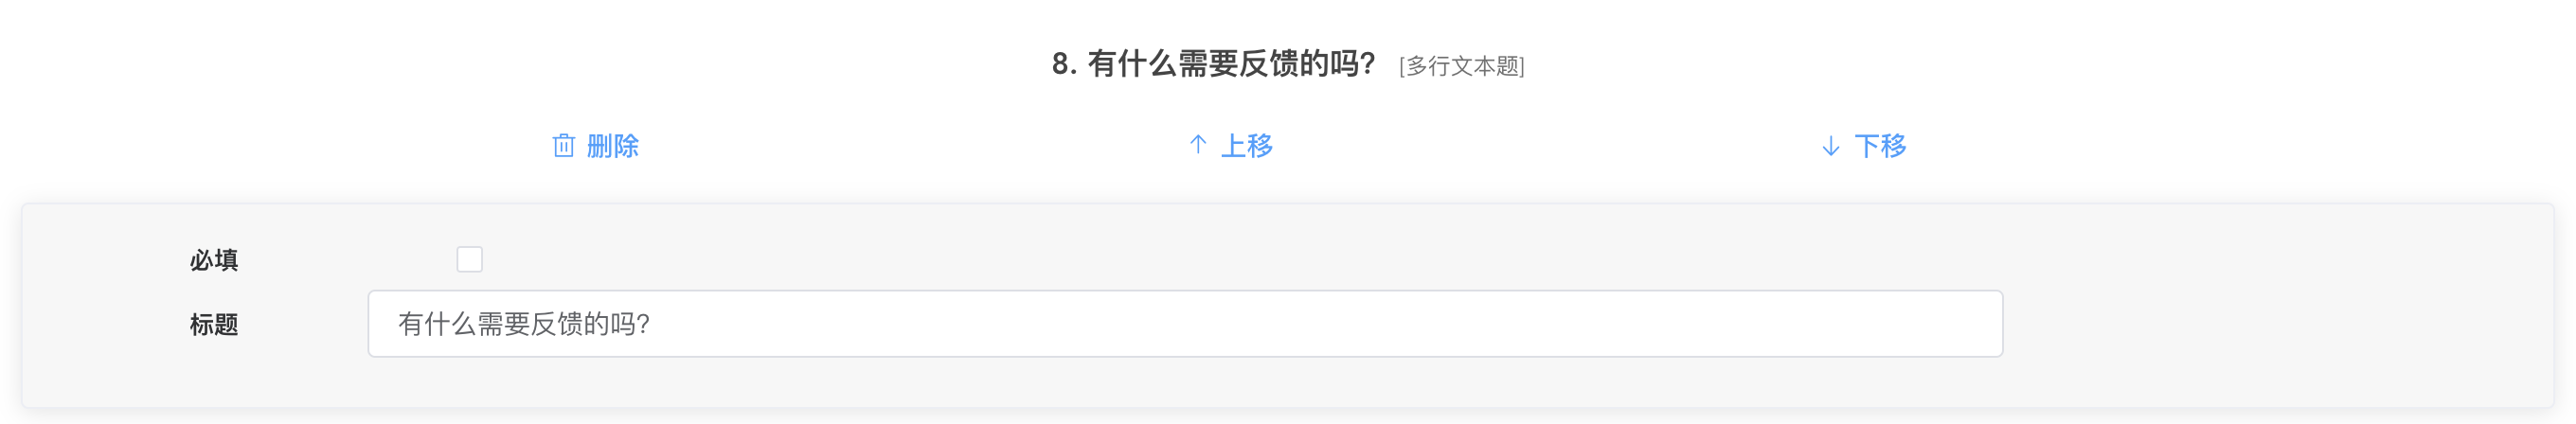 8. 有什么需要反馈的吗? [多行文本题]
删除 上移 下移
必填
标题 有什么需要反馈的吗?